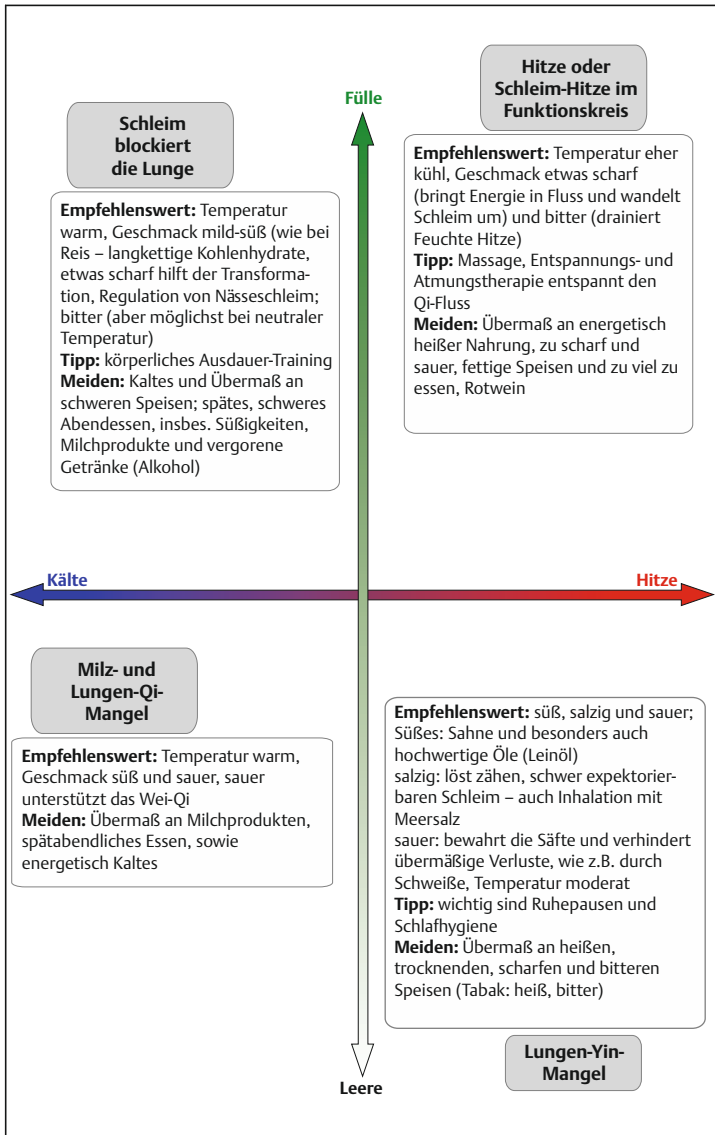 Fülle
Schleim
blockiert
die Lunge
Empfehlenswert: Temperatur
warm, Geschmack mild-süß (wie bei
Reis – langkettige Kohlenhydrate,
etwas scharf hilft der Transforma-
tion, Regulation von Nässeschleim;
bitter (aber möglichst bei neutraler
Temperatur)
Tipp: körperliches Ausdauer-Training
Meiden: Kaltes und Übermaß an
schweren Speisen; spätes, schweres
Abendessen, insbes. Süßigkeiten,
Milchprodukte und vergorene
Getränke (Alkohol)
Hitze oder
Schleim-Hitze im
Funktionskreis
Empfehlenswert: Temperatur eher
kühl, Geschmack etwas scharf
(bringt Energie in Fluss und wandelt
Schleim um) und bitter (drainiert
Feuchte Hitze)
Tipp: Massage, Entspannungs- und
Atmungstherapie entspannt den
Qi-Fluss
Meiden: Übermaß an energetisch
heißer Nahrung, zu scharf und
sauer, fettige Speisen und zu viel zu
essen, Rotwein
Kälte
Hitze
Milz- und
Lungen-Qi-
Mangel
Empfehlenswert: Temperatur warm,
Geschmack süß und sauer, sauer
unterstützt das Wei-Qi
Meiden: Übermaß an Milchprodukten,
spätabendliches Essen, sowie
energetisch Kaltes
Empfehlenswert: süß, salzig und sauer;
Süßes: Sahne und besonders auch
hochwertige Öle (Leinöl)
salzig: löst zähen, schwer expektorier-
baren Schleim – auch Inhalation mit
Meersalz
sauer: bewahrt die Säfte und verhindert
übermäßige Verluste, wie z.B. durch
Schweiße, Temperatur moderat
Tipp: wichtig sind Ruhepausen und
Schlafhygiene
Meiden: Übermaß an heißen,
trocknenden, scharfen und bitteren
Speisen (Tabak: heiß, bitter)
Lungen-Yin-
Mangel
Leere